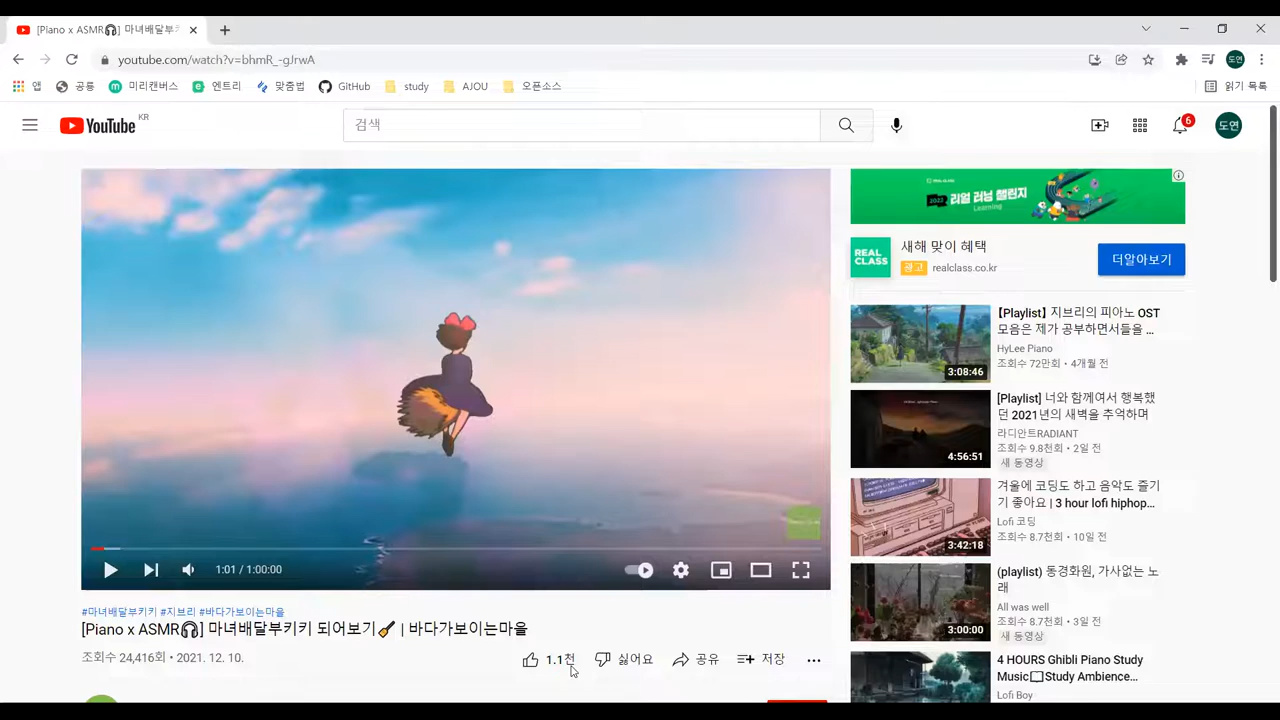 [Piano x ASMR🎧] 마녀배달부키키
youtube.com/watch?v=bhmR_-gJrwA
앱 공룡 미리캔버스 엔트리 맞춤법 GitHub study AJOU 오픈소스 읽기 목록
YouTube KR 검색 6 도연
2022 리얼 러닝 챌린지
Learning
REAL CLASS
새해 맞이 혜택
광고 realclass.co.kr
더알아보기
【Playlist】 지브리의 피아노 OST
모음은 제가 공부하면서들을 ...
HyLee Piano
조회수 72만회 • 4개월 전
3:08:46
[Playlist] 너와 함께여서 행복했
던 2021년의 새벽을 추억하며
라디안트RADIANT
조회수 9.8천회 • 2일 전
새 동영상
4:56:51
겨울에 코딩도 하고 음악도 즐기
기 좋아요 | 3 hour lofi hiphop...
Lofi 코딩
조회수 8.7천회 • 10일 전
3:42:18
(playlist) 동경화원, 가사없는 노
래
All was well
조회수 8.7천회 • 3일 전
새 동영상
3:00:00
4 HOURS Ghibli Piano Study
Music📖Study Ambience...
Lofi Boy
1:01 / 1:00:00
#마녀배달부키키 #지브리 #바다가보이는마을
[Piano x ASMR🎧] 마녀배달부키키 되어보기🧹 | 바다가보이는마을
조회수 24,416회 • 2021. 12. 10.
1.1천 싫어요 공유 저장